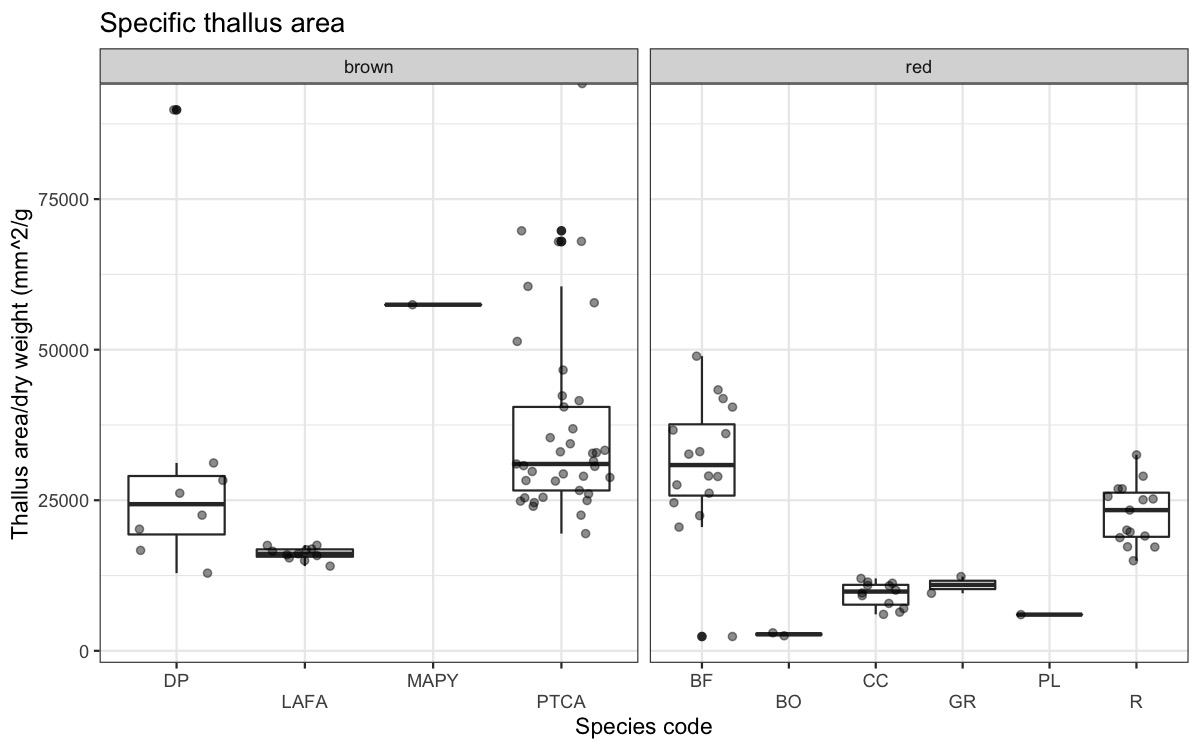 Specific thallus area
brown
red
Thallus area/dry weight (mm^2/g
75000
50000
25000
0
DP
LAFA
MAPY
PTCA
BF
BO
CC
GR
PL
R
Species code